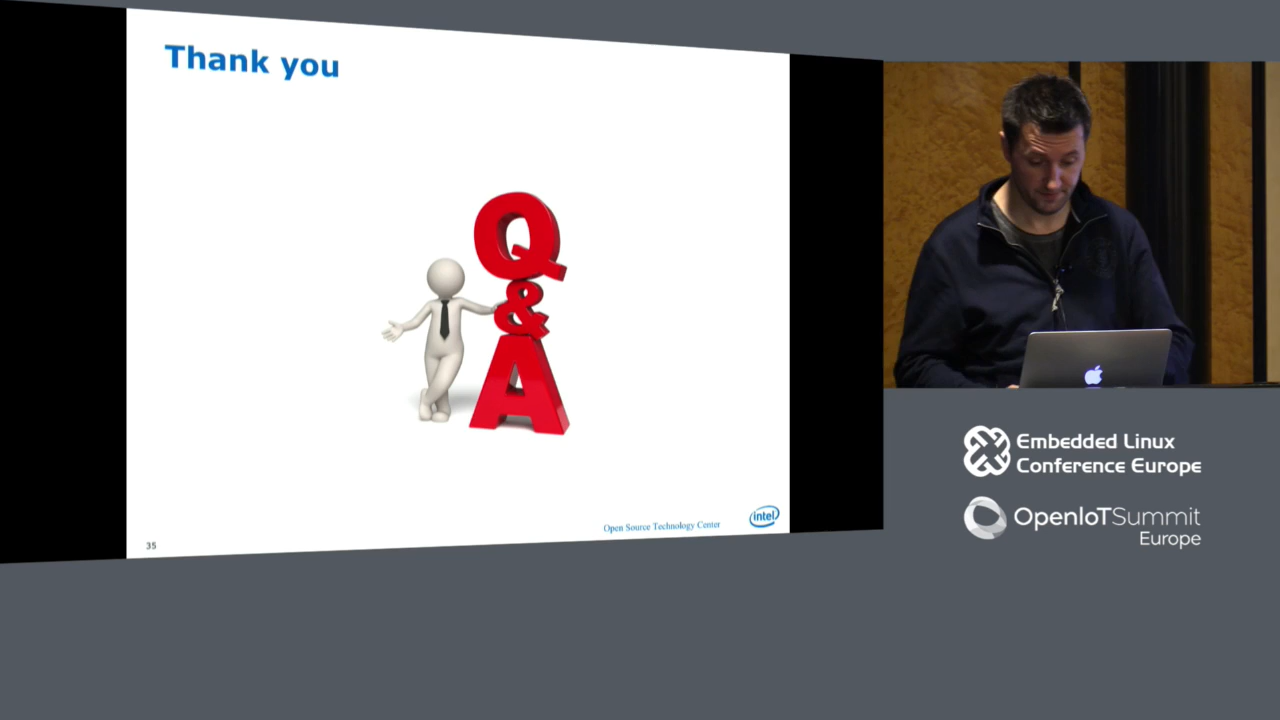 Thank you
Q
&
A
Open Source Technology Center
intel
35
Embedded Linux
Conference Europe
OpenIoTSummit
Europe